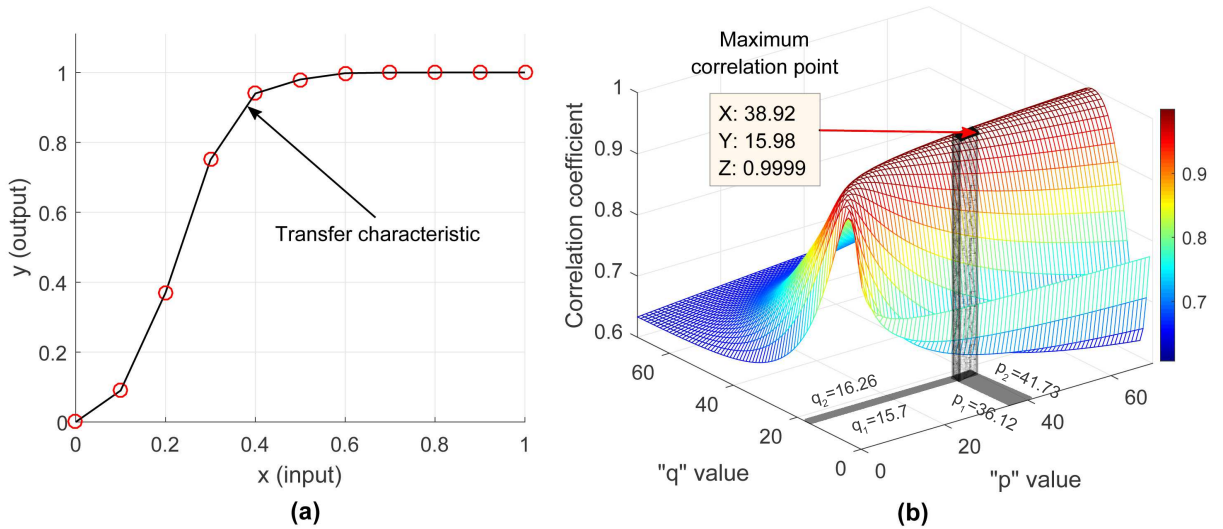 1
0.8
0.6
0.4
0.2
0
0
0.2
0.4
0.6
0.8
1
y (output)
x (input)
Transfer characteristic
(a)
Maximum
correlation point
X: 38.92
Y: 15.98
Z: 0.9999
1
0.9
0.8
0.7
0.6
Correlation coefficient
60
40
20
0
"q" value
0
20
40
60
"p" value
q2=16.26
q1=15.7
p2=41.73
p1=36.12
0.9
0.8
0.7
(b)